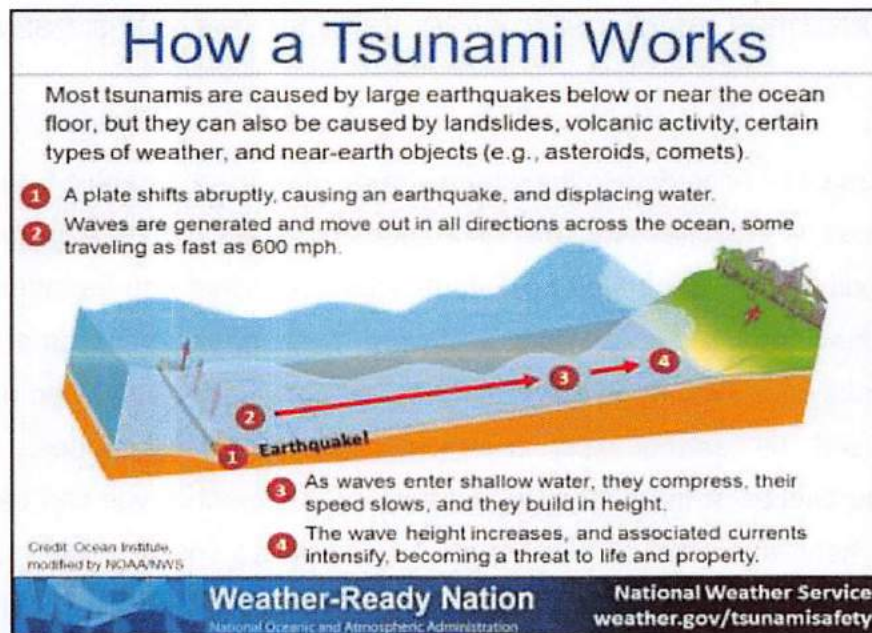 How a Tsunami Works
Most tsunamis are caused by large earthquakes below or near the ocean
floor, but they can also be caused by landslides, volcanic activity, certain
types of weather, and near-earth objects (e.g., asteroids, comets).
1 A plate shifts abruptly, causing an earthquake, and displacing water.
2 Waves are generated and move out in all directions across the ocean, some
traveling as fast as 600 mph.
3
4
2
1
Earthquake!
3 As waves enter shallow water, they compress, their
speed slows, and they build in height.
4 The wave height increases, and associated currents
intensify, becoming a threat to life and property.
Credit: Ocean Institute,
modified by NOAA/NWS
Weather-Ready Nation
National Oceanic and Atmospheric Administration
National Weather Service
weather.gov/tsunamisafety